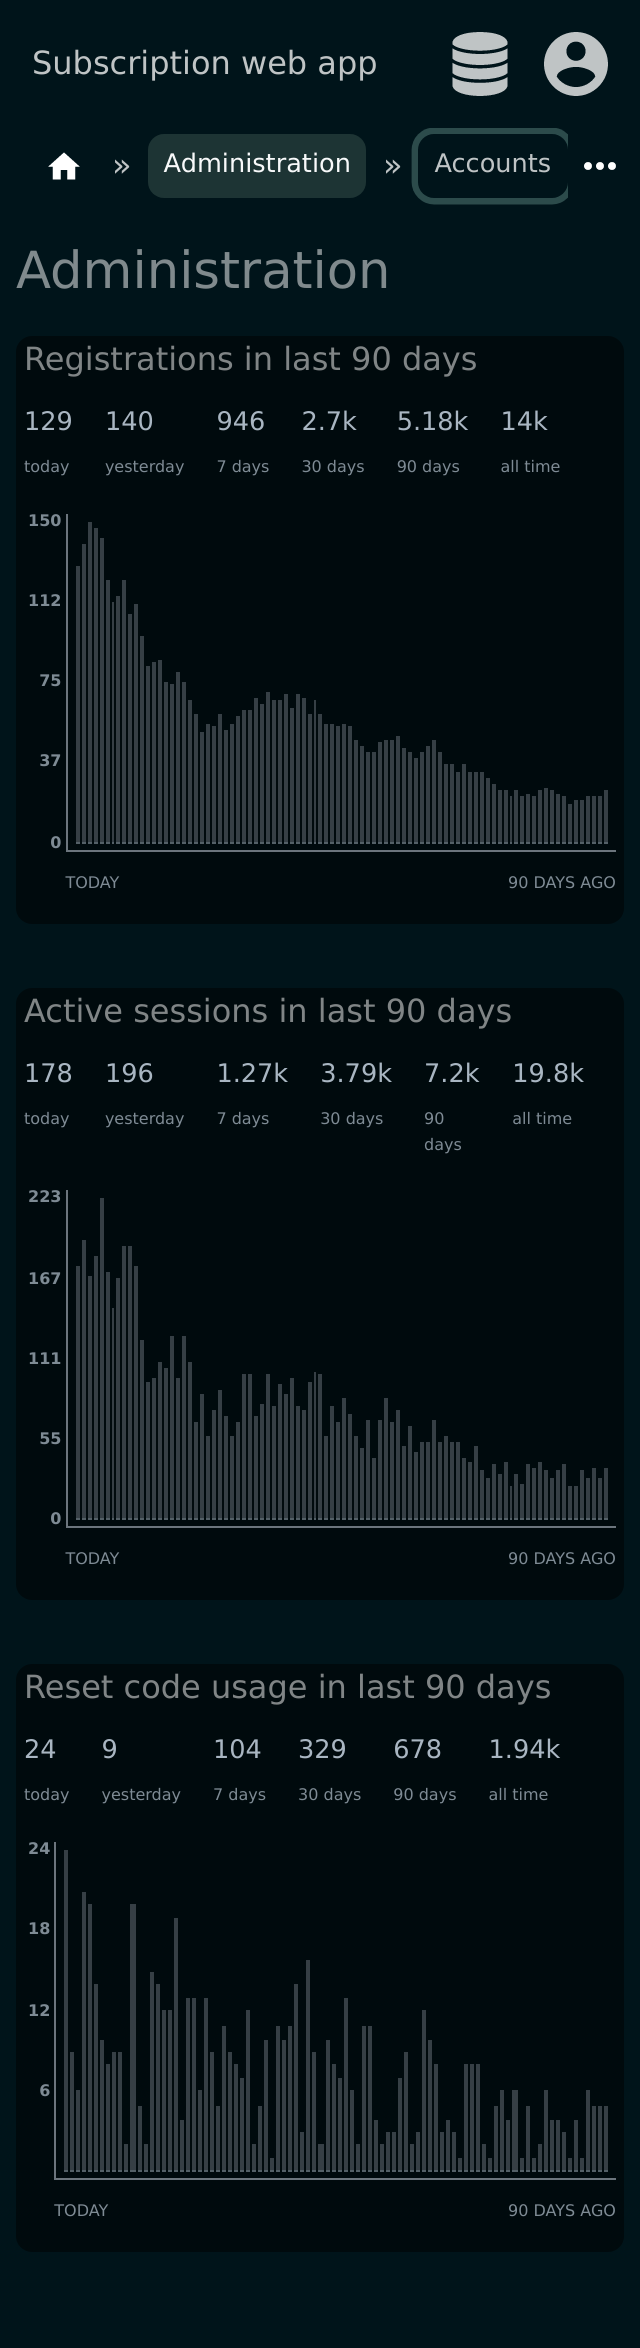 Subscription web app
» Administration » Accounts •••
Administration
Registrations in last 90 days
129 140 946 2.7k 5.18k 14k
today yesterday 7 days 30 days 90 days all time
150
112
75
37
0
TODAY 90 DAYS AGO
Active sessions in last 90 days
178 196 1.27k 3.79k 7.2k 19.8k
today yesterday 7 days 30 days 90 days all time
223
167
111
55
0
TODAY 90 DAYS AGO
Reset code usage in last 90 days
24 9 104 329 678 1.94k
today yesterday 7 days 30 days 90 days all time
24
18
12
6
TODAY 90 DAYS AGO